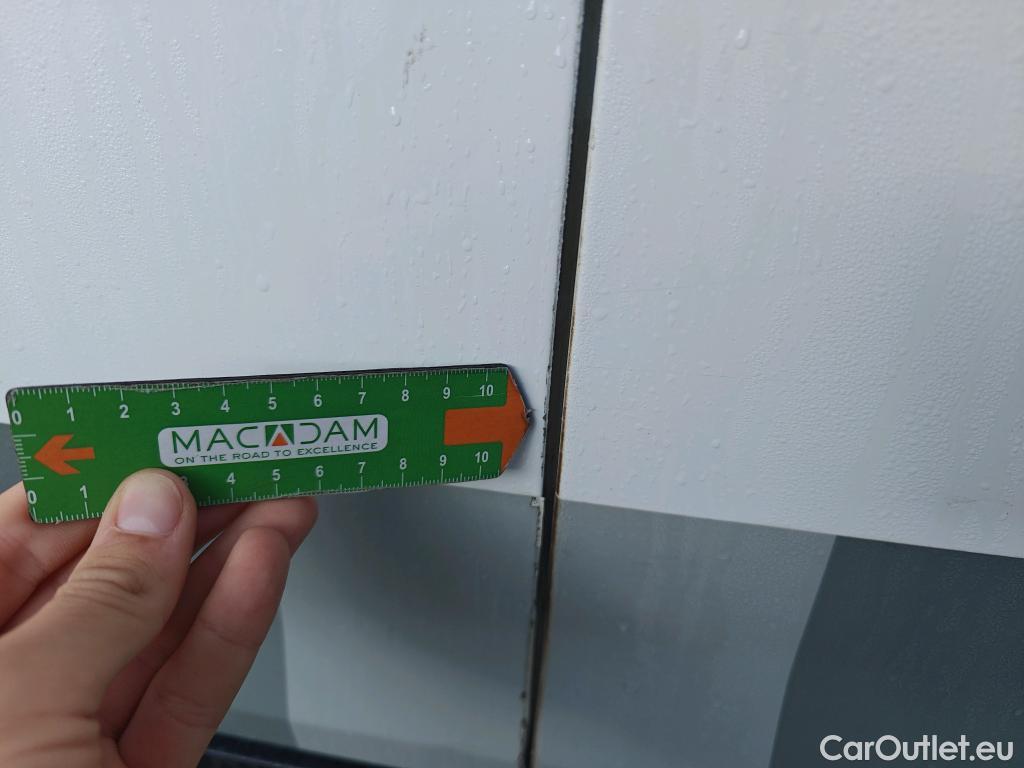 0 1 2 3 4 5 6 7 8 9 10
MACADAM
ON THE ROAD TO EXCELLENCE
0 1 3 4 5 6 7 8 9 10
CarOutlet.eu